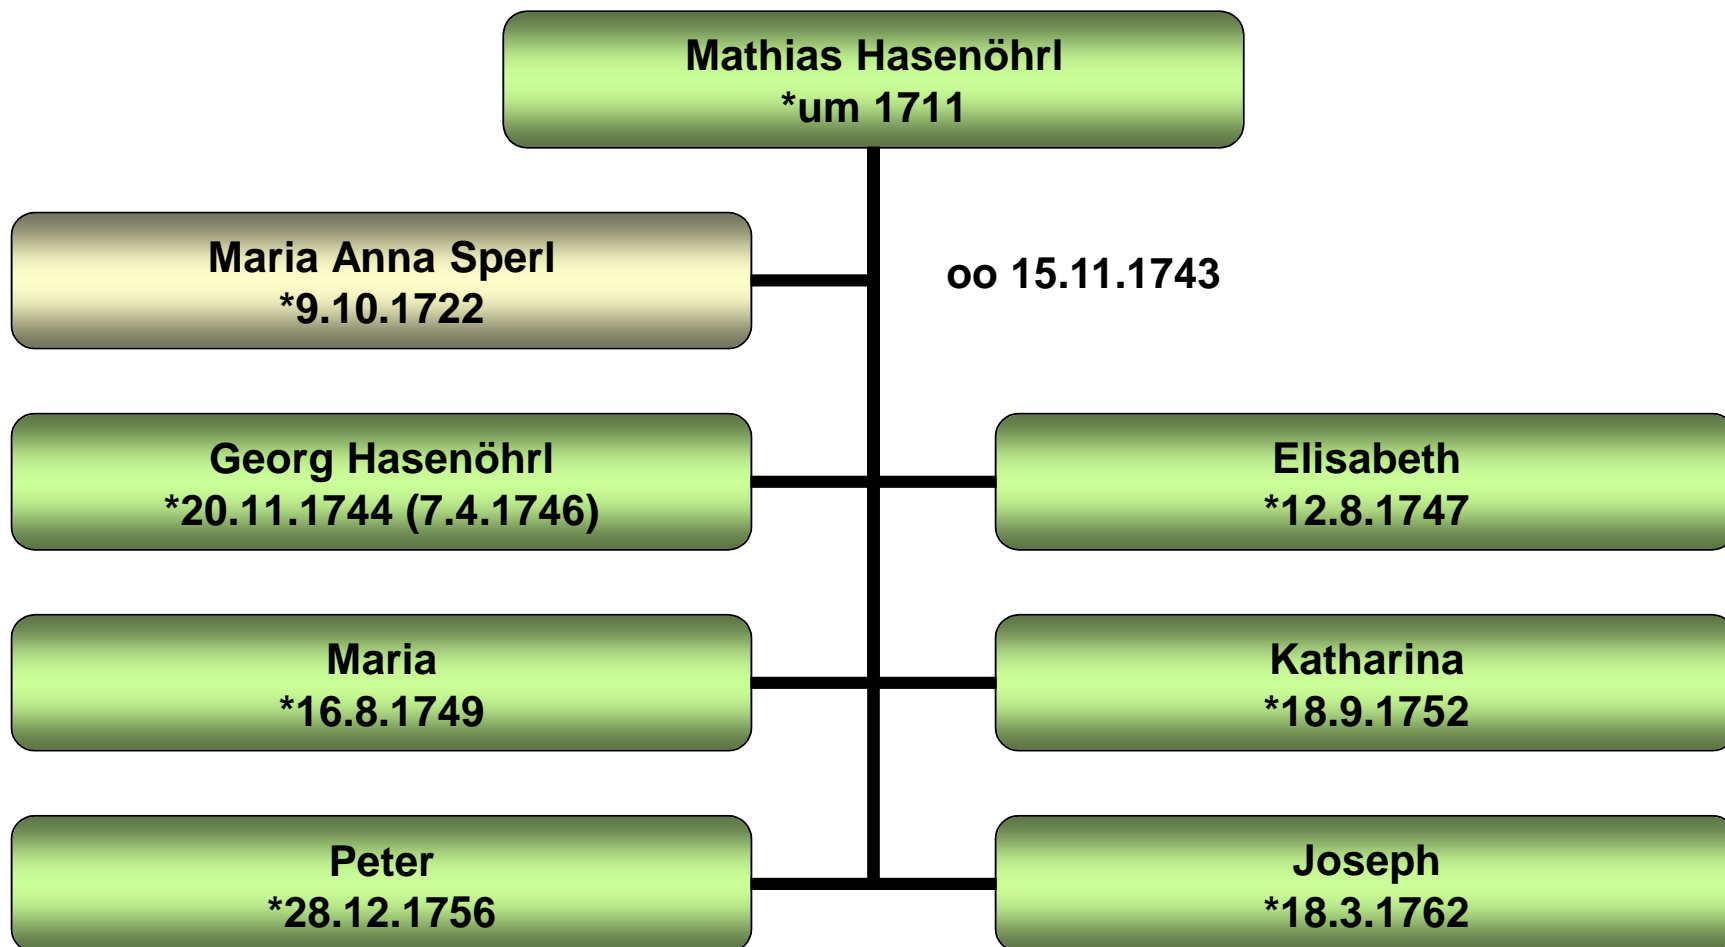 Mathias Hasenöhrl
*um 1711
Maria Anna Sperl
*9.10.1722
oo 15.11.1743
Georg Hasenöhrl
*20.11.1744 (7.4.1746)
Elisabeth
*12.8.1747
Maria
*16.8.1749
Katharina
*18.9.1752
Peter
*28.12.1756
Joseph
*18.3.1762